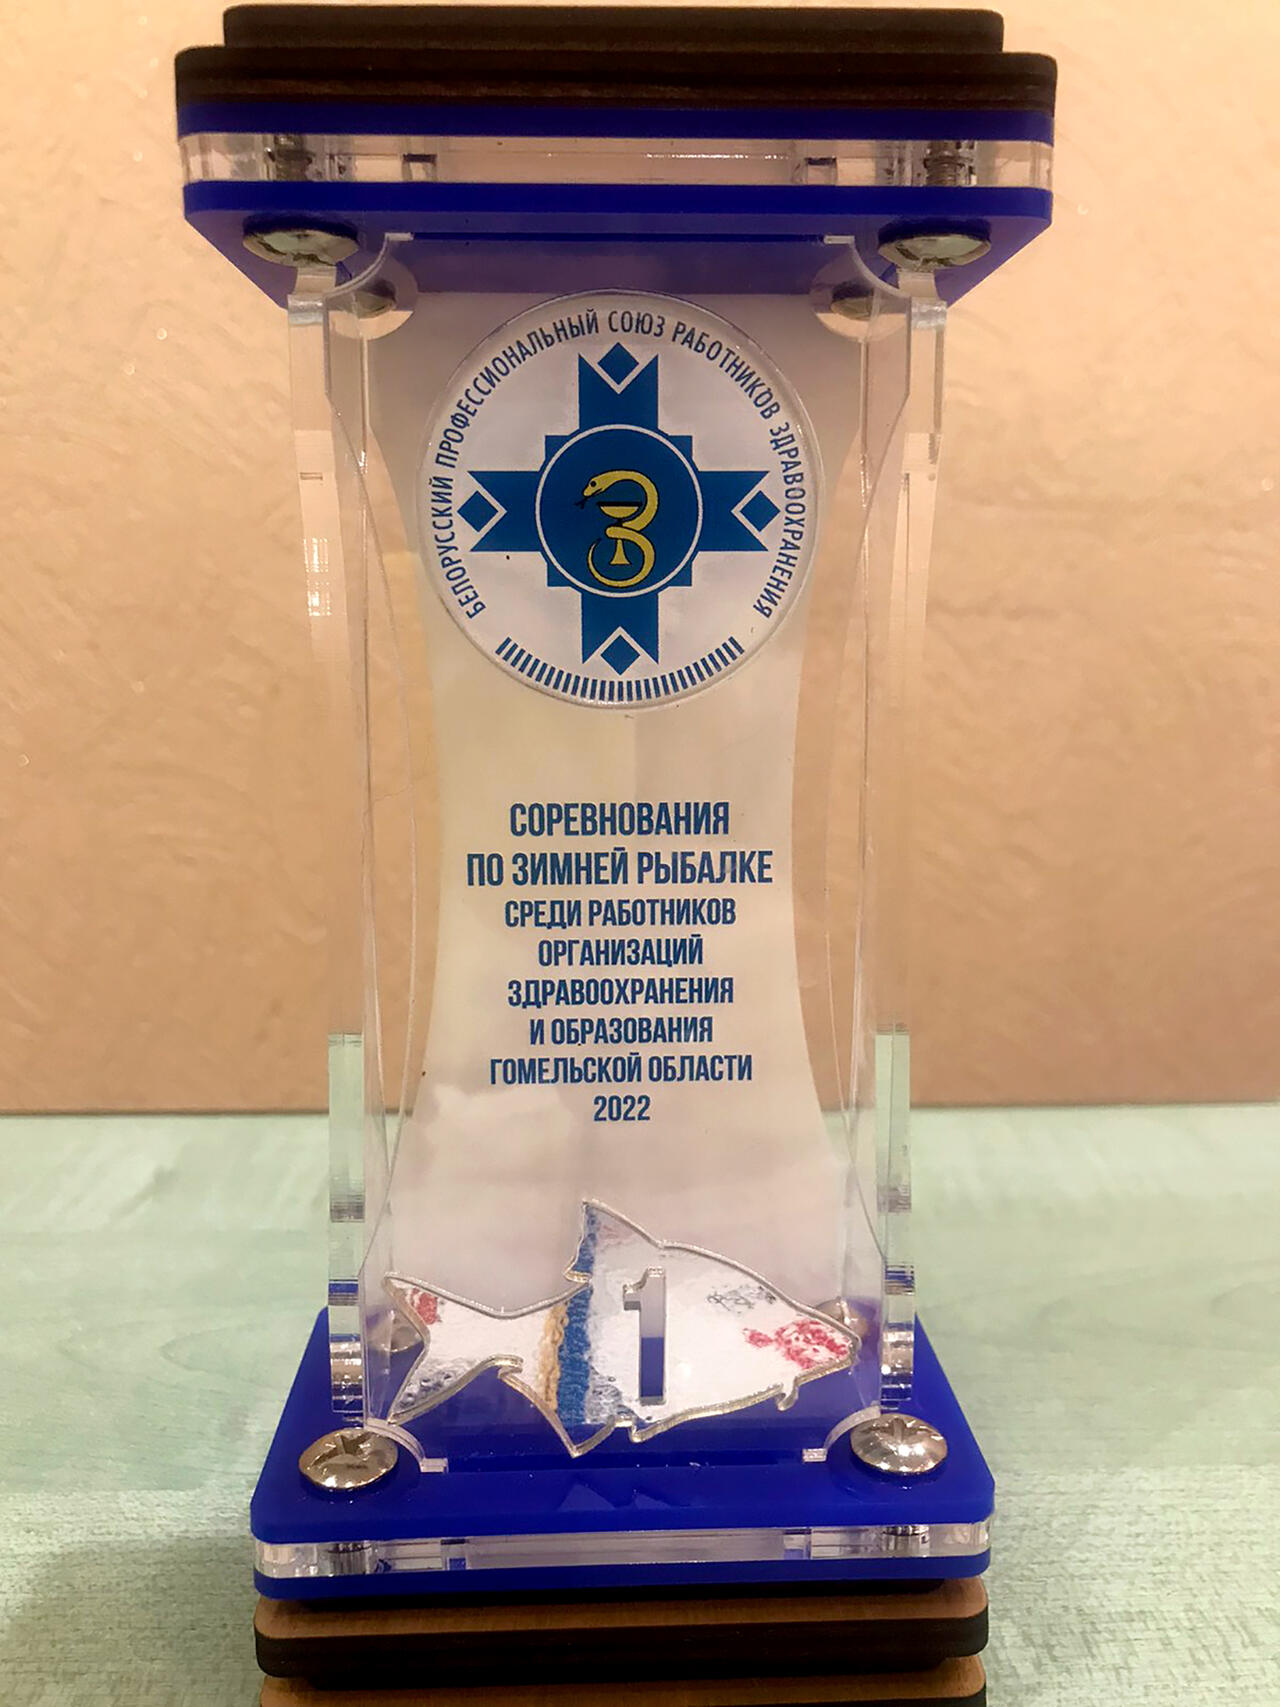 БЕЛОРУССКИЙ ПРОФЕССИОНАЛЬНЫЙ СОЮЗ РАБОТНИКОВ ЗДРАВООХРАНЕНИЯ
СОРЕВНОВАНИЯ
ПО ЗИМНЕЙ РЫБАЛКЕ
СРЕДИ РАБОТНИКОВ
ОРГАНИЗАЦИЙ
ЗДРАВООХРАНЕНИЯ
И ОБРАЗОВАНИЯ
ГОМЕЛЬСКОЙ ОБЛАСТИ
2022
1